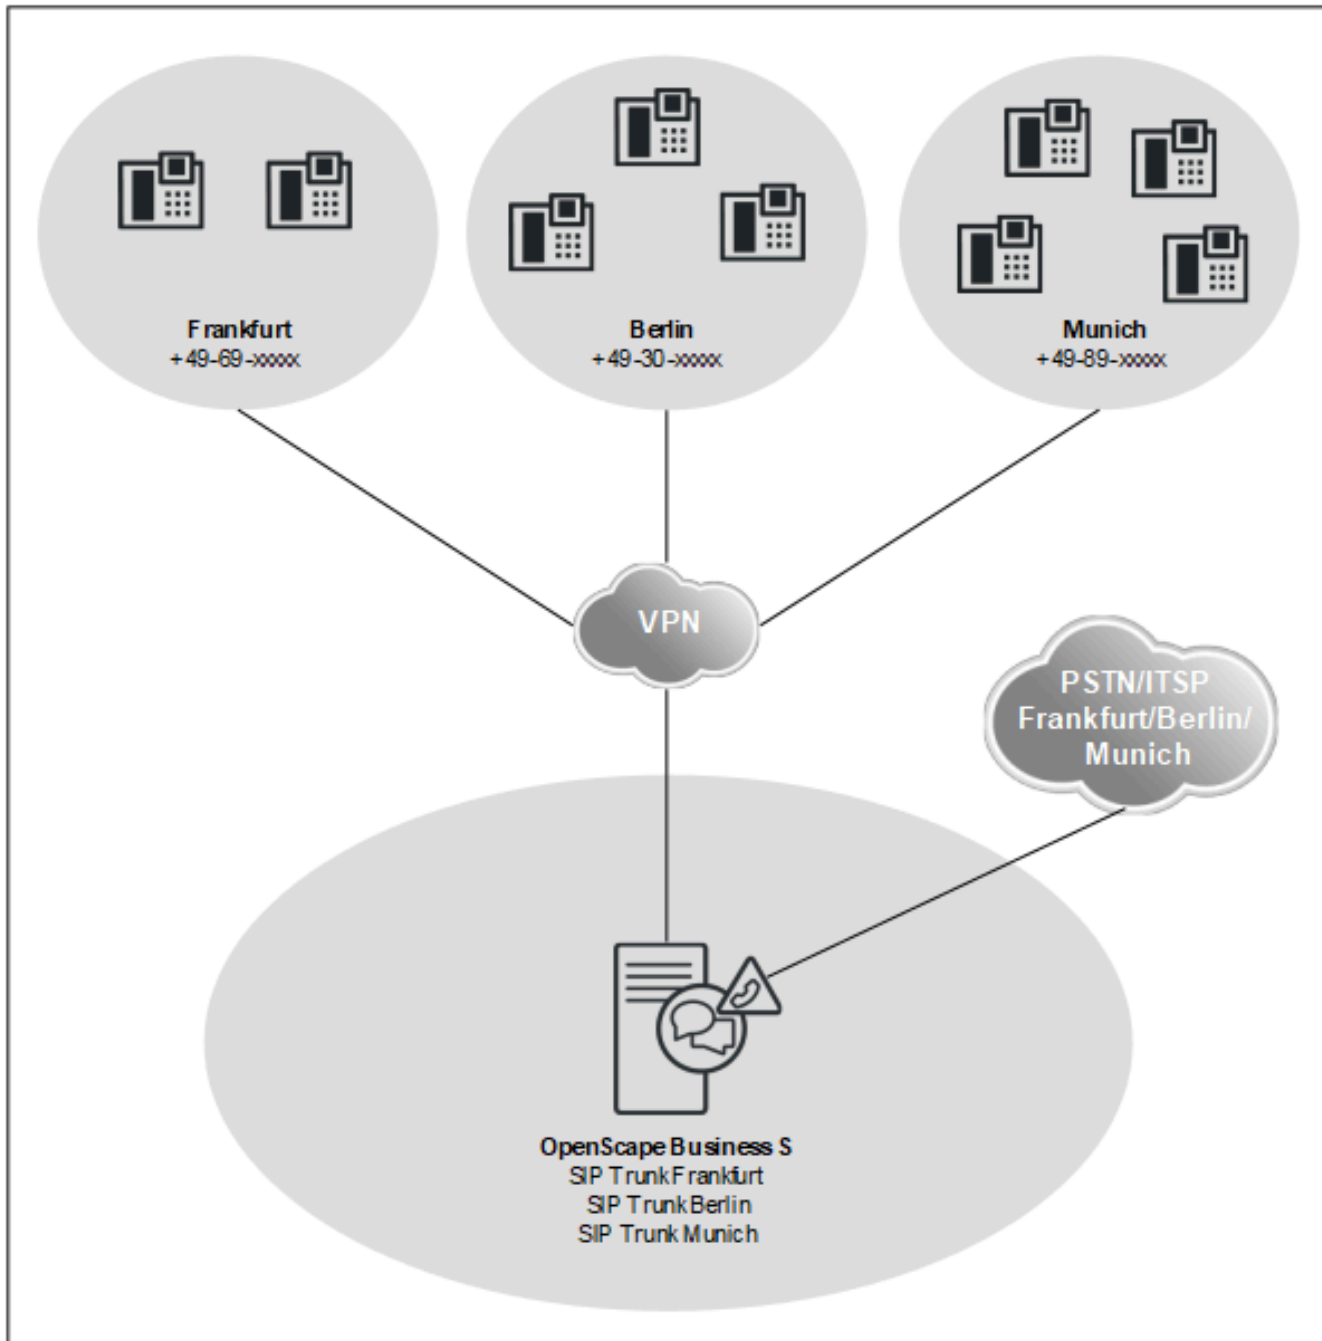 Frankfurt
+49-69-xxxxx
Berlin
+49-30-xxxxx
Munich
+49-89-xxxxx
VPN
PSTN/ITSP
Frankfurt/Berlin/
Munich
OpenScape Business S
SIP Trunk Frankfurt
SIP Trunk Berlin
SIP Trunk Munich